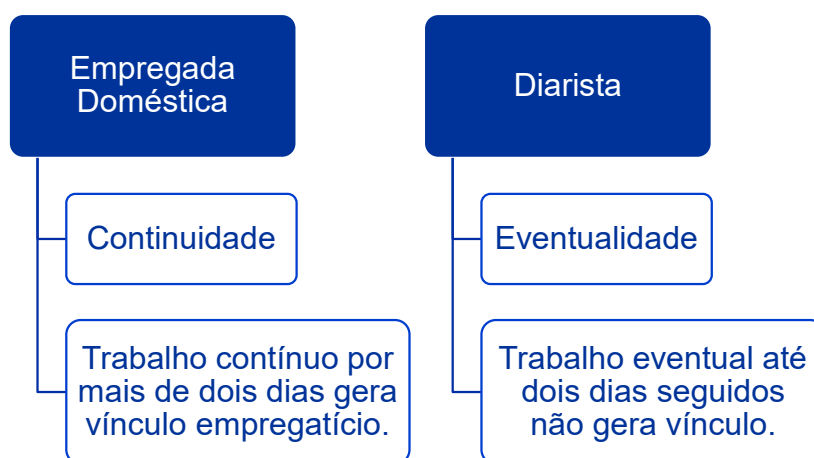 Empregada
Doméstica
Continuidade
Trabalho contínuo por
mais de dois dias gera
vínculo empregatício.
Diarista
Eventualidade
Trabalho eventual até
dois dias seguidos
não gera vínculo.